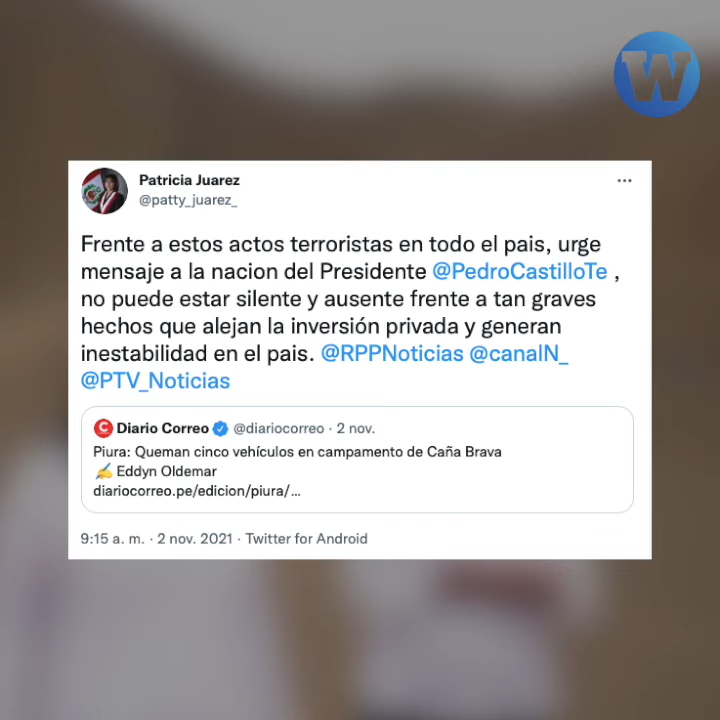 W
Patricia Juarez
@patty_juarez_
Frente a estos actos terroristas en todo el pais, urge
mensaje a la nacion del Presidente @PedroCastilloTe ,
no puede estar silente y ausente frente a tan graves
hechos que alejan la inversión privada y generan
inestabilidad en el pais. @RPPNoticias @canalN_
@PTV_Noticias
Diario Correo @diariocorreo · 2 nov.
Piura: Queman cinco vehículos en campamento de Caña Brava
✍️ Eddyn Oldemar
diariocorreo.pe/edicion/piura/...
9:15 a. m. · 2 nov. 2021 · Twitter for Android